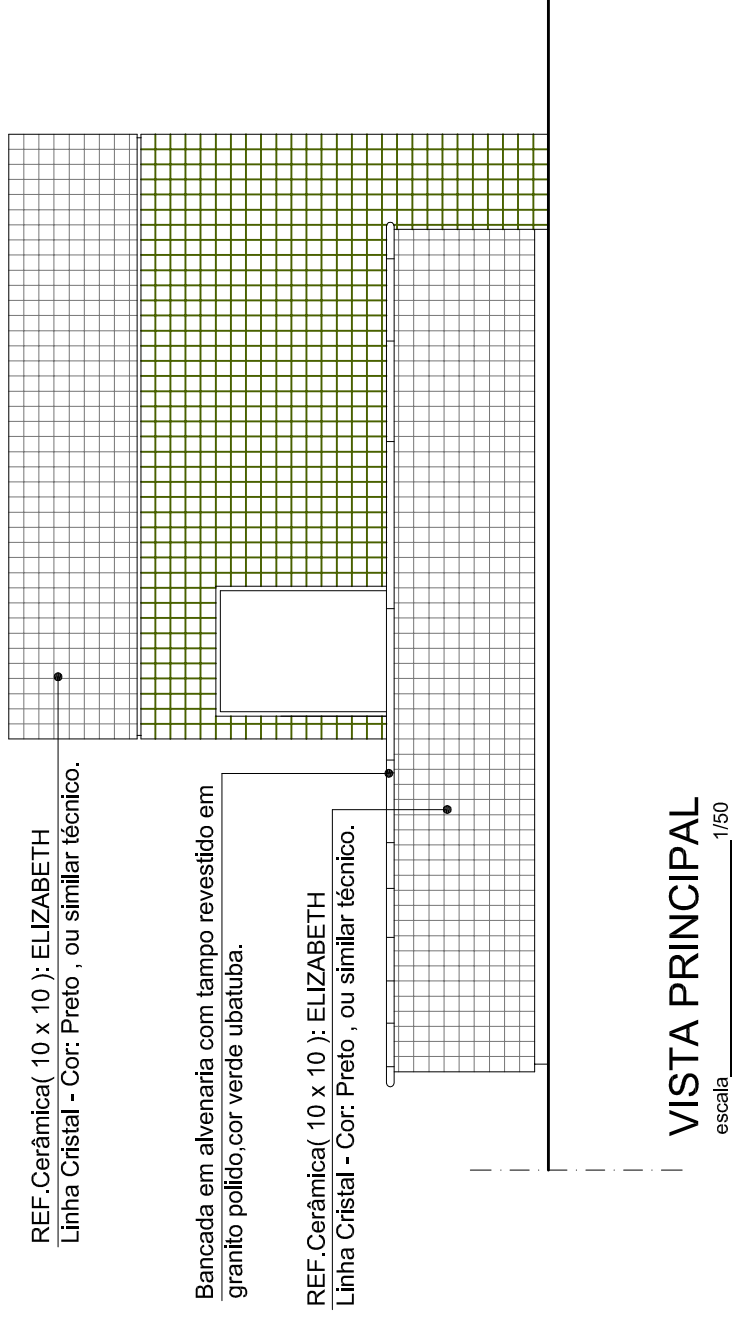 REF.Cerâmica( 10 x 10 ): ELIZABETH
Linha Cristal - Cor: Preto , ou similar técnico.
Bancada em alvenaria com tampo revestido em
granito polido,cor verde ubatuba.
REF.Cerâmica( 10 x 10 ): ELIZABETH
Linha Cristal - Cor: Preto , ou similar técnico.
VISTA PRINCIPAL
escala 1/50